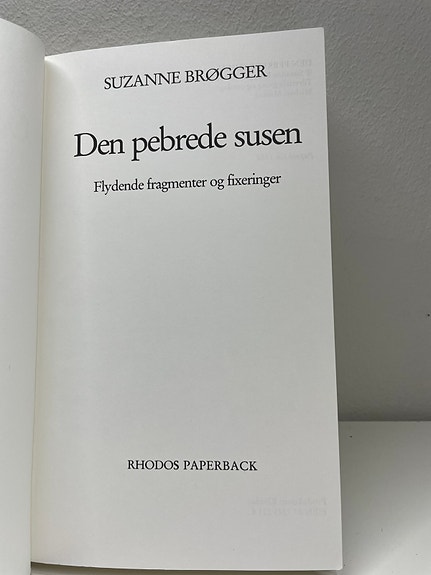 SUZANNE BRØGGER
Den pebrede susen
Flydende fragmenter og fixeringer
RHODOS PAPERBACK